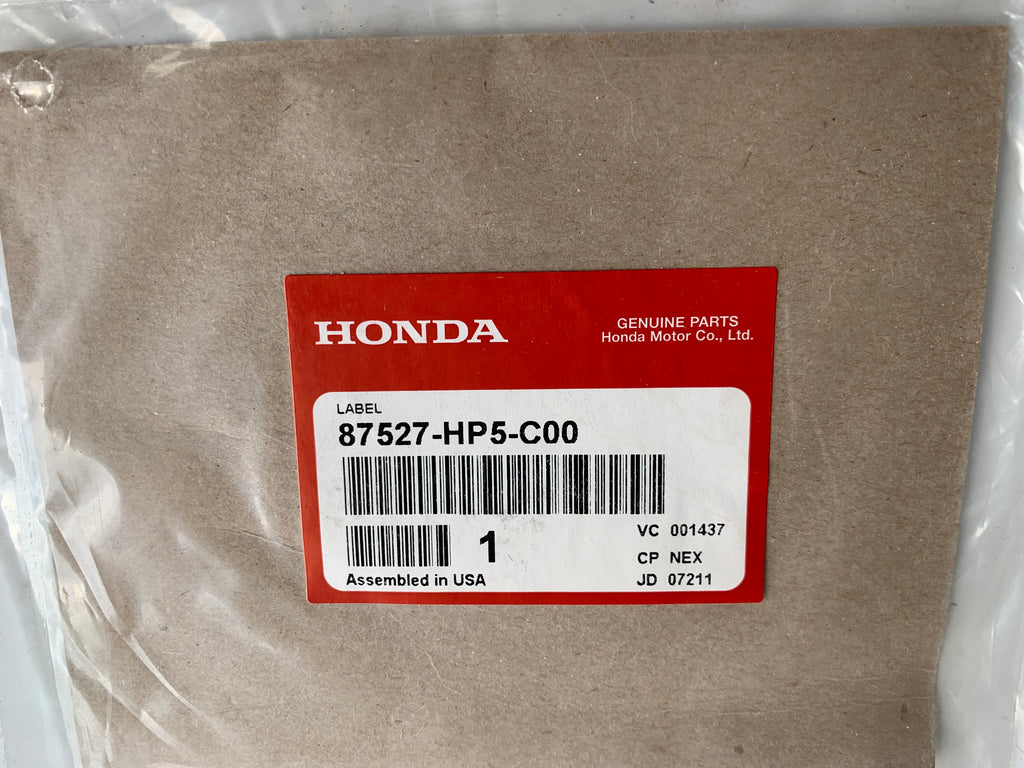 HONDA
GENUINE PARTS
Honda Motor Co., Ltd.
LABEL
87527-HP5-C00
1
VC 001437
CP NEX
JD 07211
Assembled in USA